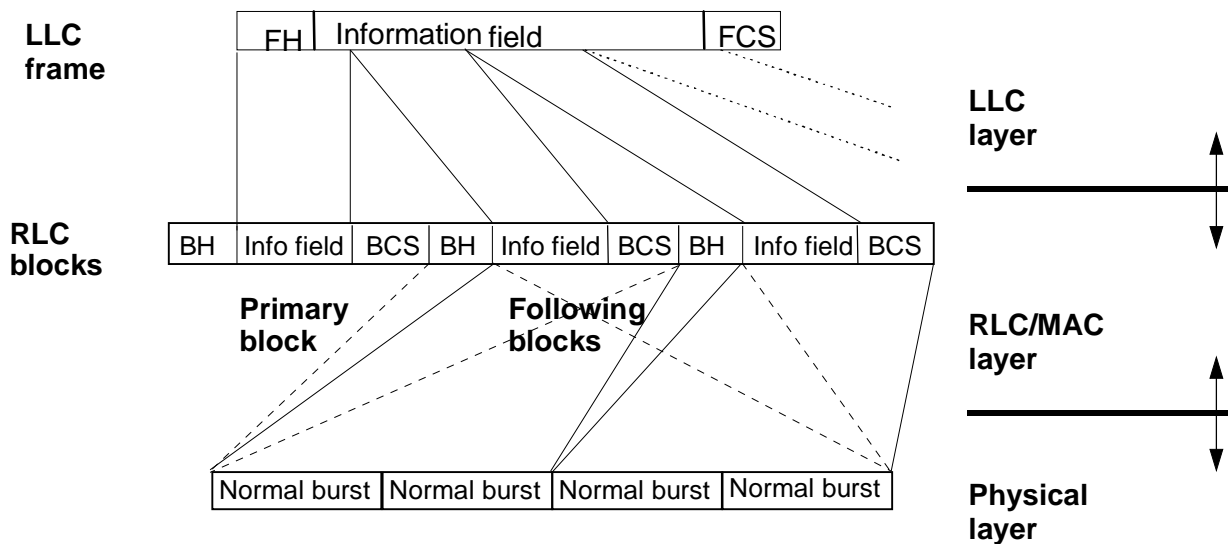 LLC
frame
FH Information field FCS
LLC
layer
RLC
blocks
BH Info field BCS BH Info field BCS BH Info field BCS
Primary
block
Following
blocks
RLC/MAC
layer
Normal burst Normal burst Normal burst Normal burst
Physical
layer